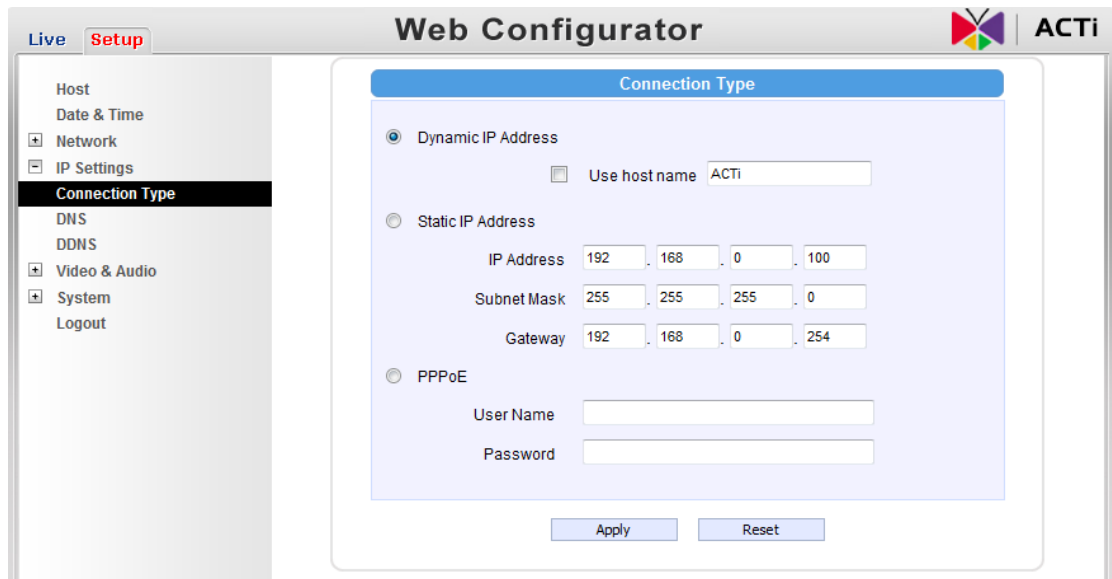 Live Setup Web Configurator ACTi
Host
Date & Time
Network
IP Settings
Connection Type
DNS
DDNS
Video & Audio
System
Logout
Connection Type
Dynamic IP Address
Use host name ACTi
Static IP Address
IP Address 192 . 168 . 0 . 100
Subnet Mask 255 . 255 . 255 . 0
Gateway 192 . 168 . 0 . 254
PPPoE
User Name
Password
Apply Reset